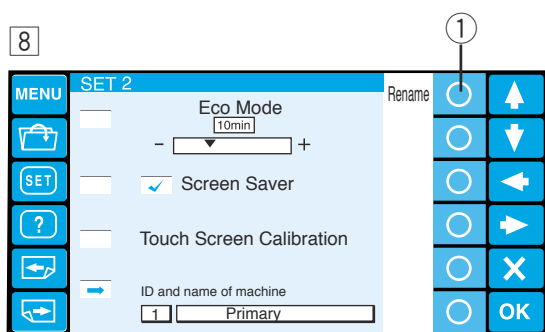 8
1
MENU
SET 2
Rename
Eco Mode
10min
- +
SET
Screen Saver
?
Touch Screen Calibration
ID and name of machine
1 Primary
OK